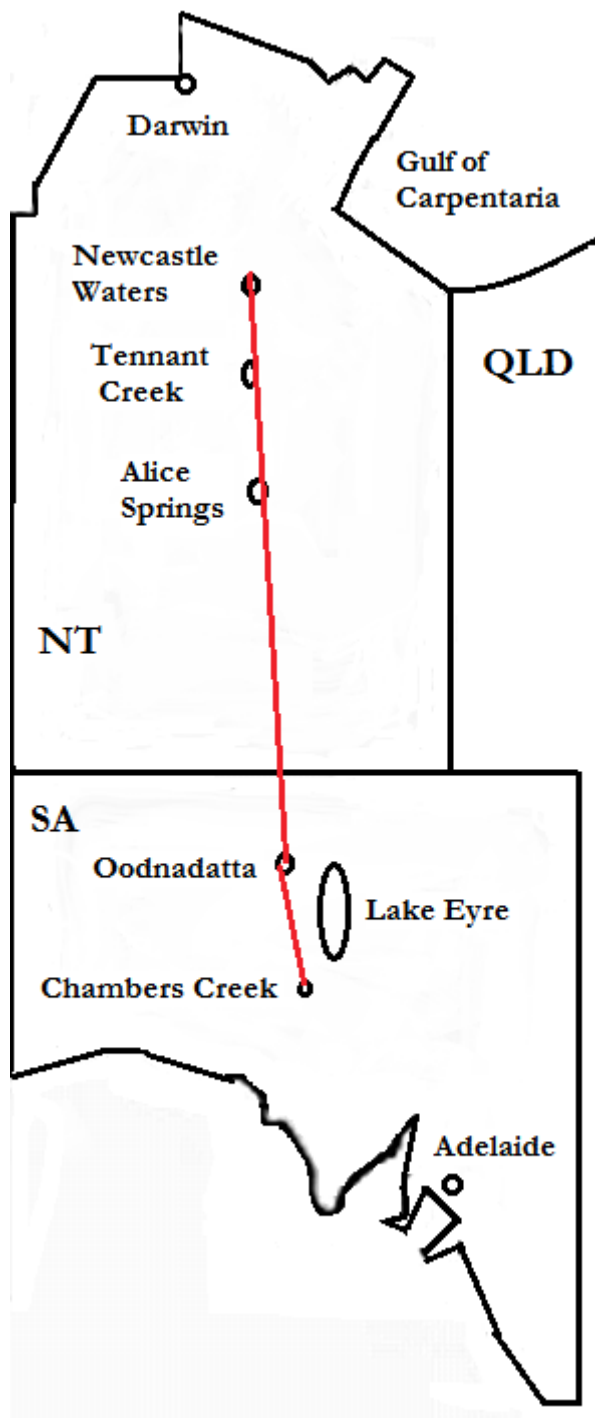 Darwin
Gulf of
Carpentaria
Newcastle
Waters
Tennant
Creek
QLD
Alice
Springs
NT
SA
Oodnadatta
Lake Eyre
Chambers Creek
Adelaide